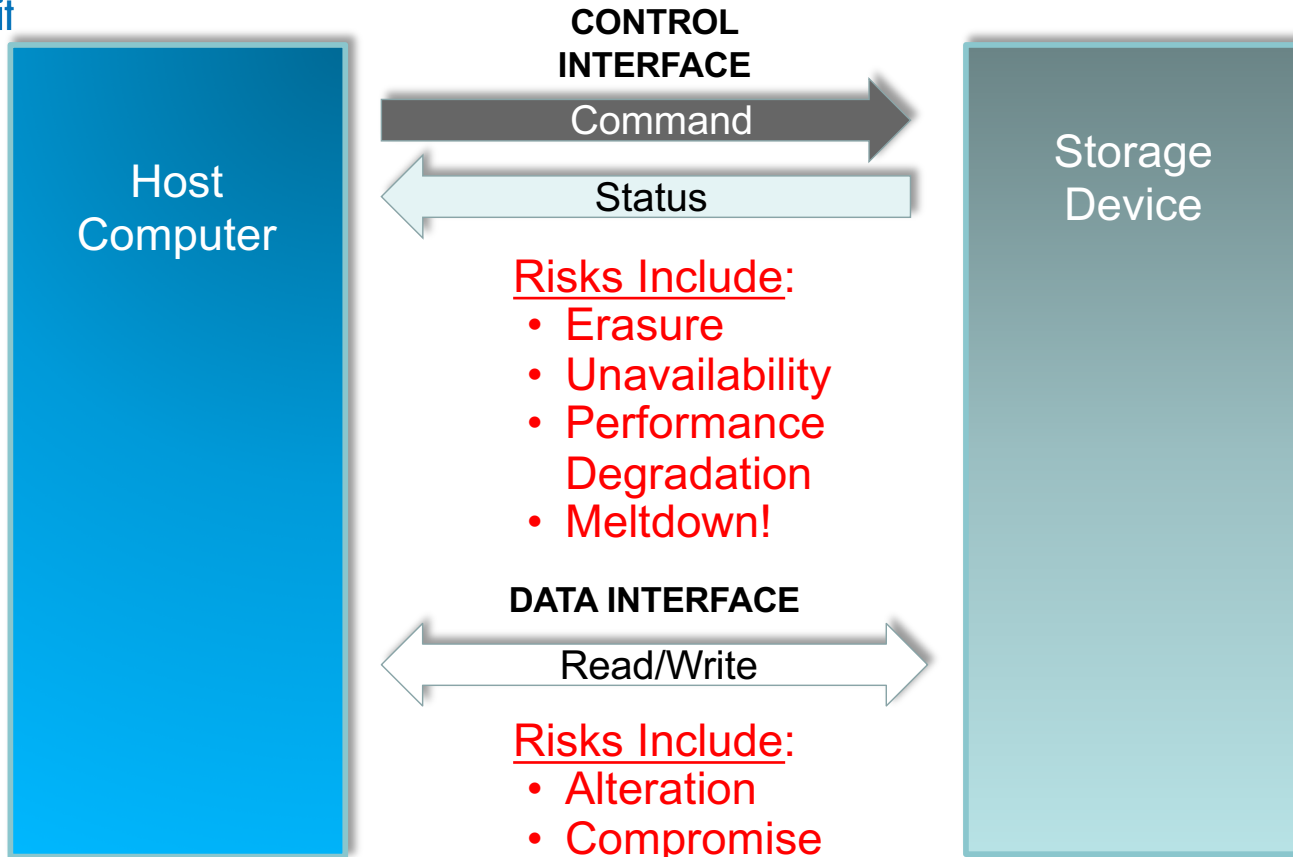 it
CONTROL
INTERFACE
Command
Status
Host
Computer
Storage
Device
Risks Include:
• Erasure
• Unavailability
• Performance
Degradation
• Meltdown!
DATA INTERFACE
Read/Write
Risks Include:
• Alteration
• Compromise